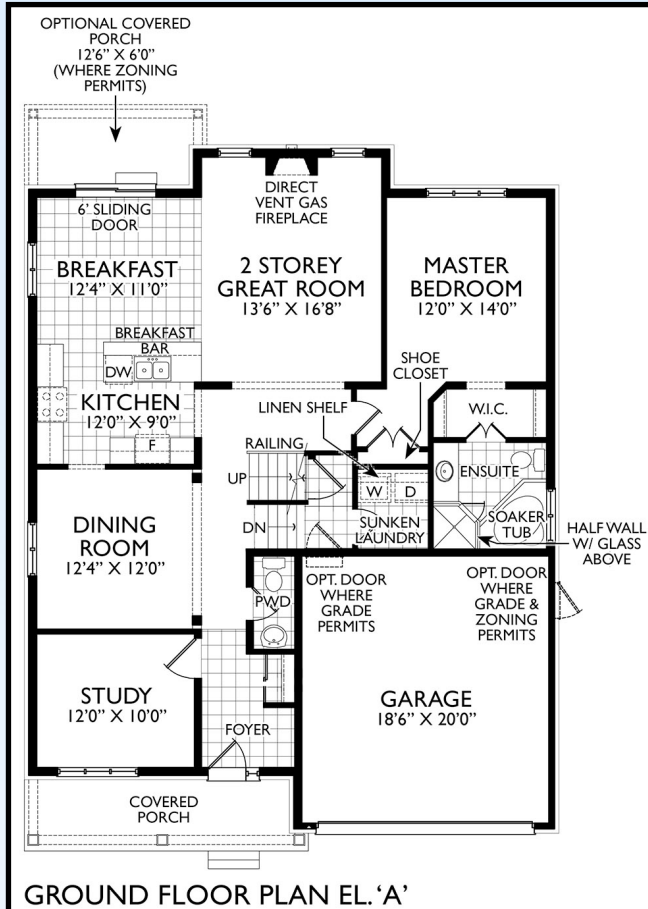 OPTIONAL COVERED
PORCH
12'6" X 6'0"
(WHERE ZONING
PERMITS)
6' SLIDING
DOOR
DIRECT
VENT GAS
FIREPLACE
BREAKFAST
12'4" X 11'0"
2 STOREY
GREAT ROOM
13'6" X 16'8"
MASTER
BEDROOM
12'0" X 14'0"
BREAKFAST
BAR
DW
KITCHEN
12'0" X 9'0"
F
SHOE
CLOSET
LINEN SHELF
W.I.C.
RAILING
UP
DN
W
D
SUNKEN
LAUNDRY
ENSUITE
SOAKER
TUB
HALF WALL
W/ GLASS
ABOVE
DINING
ROOM
12'4" X 12'0"
PWD
OPT. DOOR
WHERE
GRADE
PERMITS
OPT. DOOR
WHERE
GRADE &
ZONING
PERMITS
STUDY
12'0" X 10'0"
FOYER
GARAGE
18'6" X 20'0"
COVERED
PORCH
GROUND FLOOR PLAN EL. 'A'